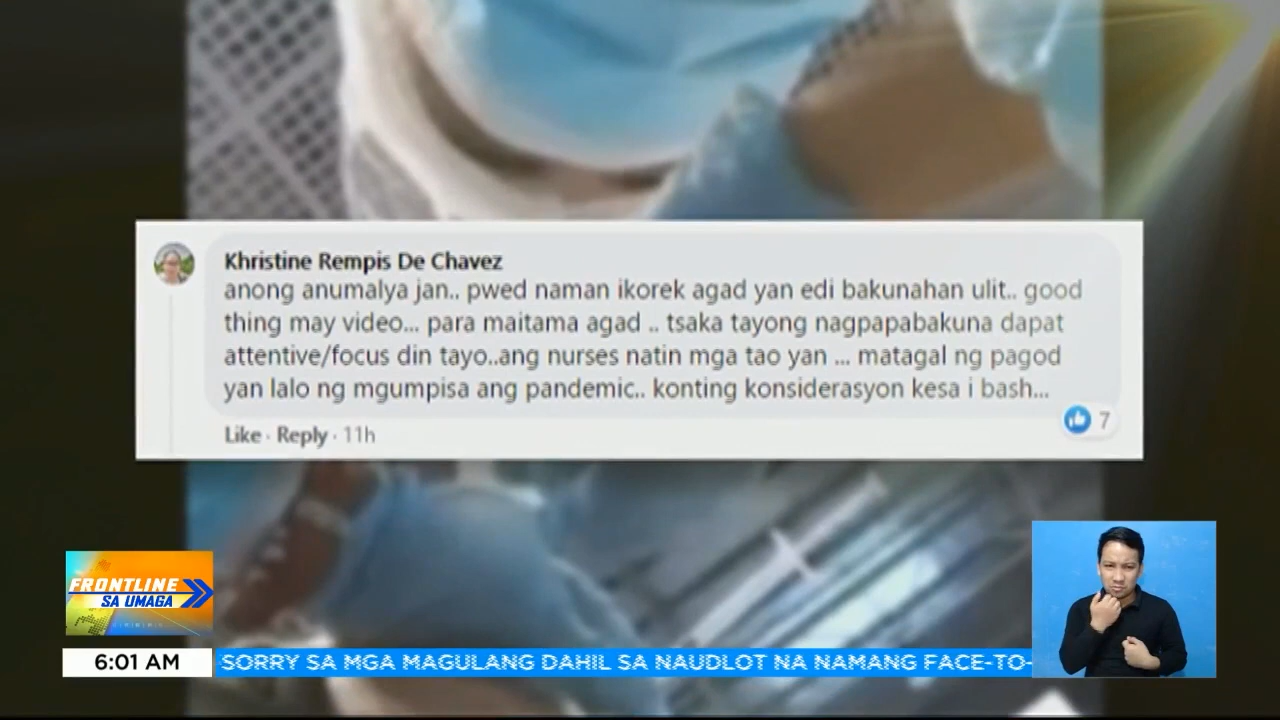 Khristine Rempis De Chavez
anong anumalya jan.. pwed naman ikorek agad yan edi bakunahan ulit.. good
thing may video... para maitama agad .. tsaka tayong nagpapabakuna dapat
attentive/focus din tayo..ang nurses natin mga tao yan ... matagal ng pagod
yan lalo ng mgumpisa ang pandemic.. konting konsiderasyon kesa i bash...
7
Like · Reply · 11h
FRONTLINE
SA UMAGA
6:01 AM
SORRY SA MGA MAGULANG DAHIL SA NAUDLOT NA NAMANG FACE-TO-